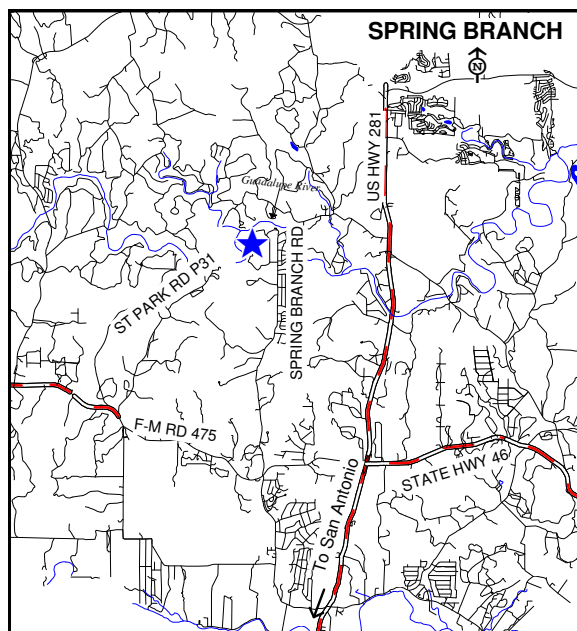 SPRING BRANCH
N
US HWY 281
Guadalupe River
ST PARK RD P31
SPRING BRANCH RD
F-M RD 475
STATE HWY 46
To San Antonio